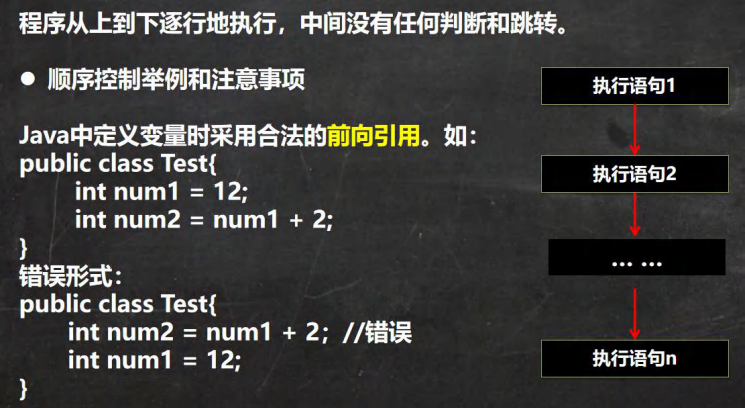 程序从上到下逐行地执行，中间没有任何判断和跳转。
● 顺序控制举例和注意事项
Java中定义变量时采用合法的前向引用。如：
public class Test{
int num1 = 12;
int num2 = num1 + 2;
}
错误形式：
public class Test{
int num2 = num1 + 2；//错误
int num1 = 12;
}
执行语句1
执行语句2
... ...
执行语句n